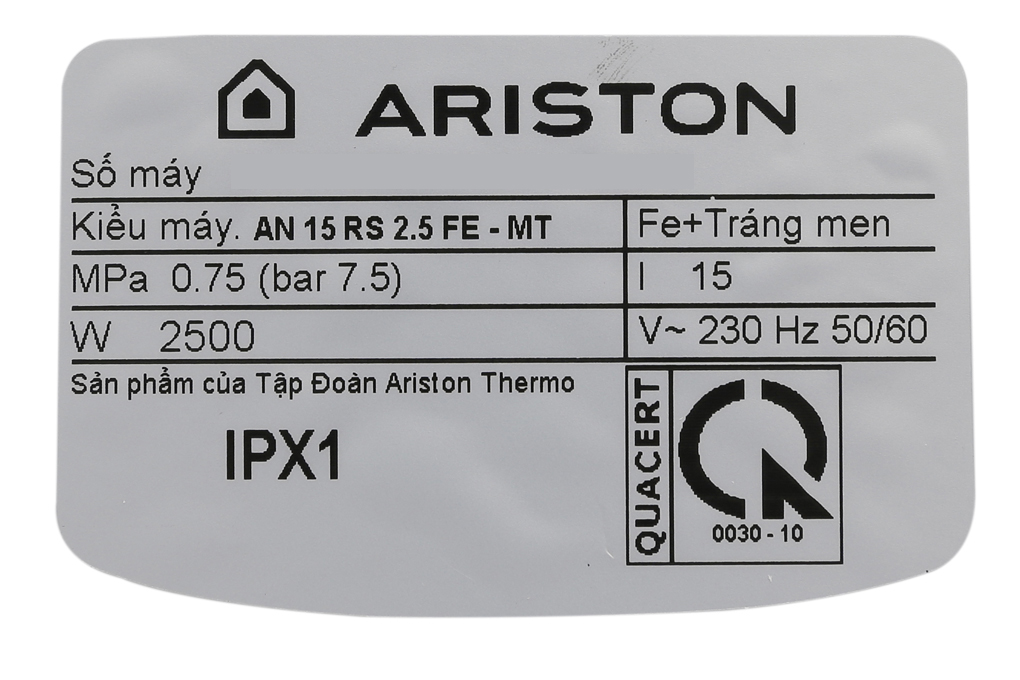 ARISTON
Số máy
Kiểu máy. AN 15 RS 2.5 FE - MT
Fe+Tráng men
MPa 0.75 (bar 7.5)
l 15
W 2500
V~ 230 Hz 50/60
Sản phẩm của Tập Đoàn Ariston Thermo
IPX1
QUACERT
0030 - 10